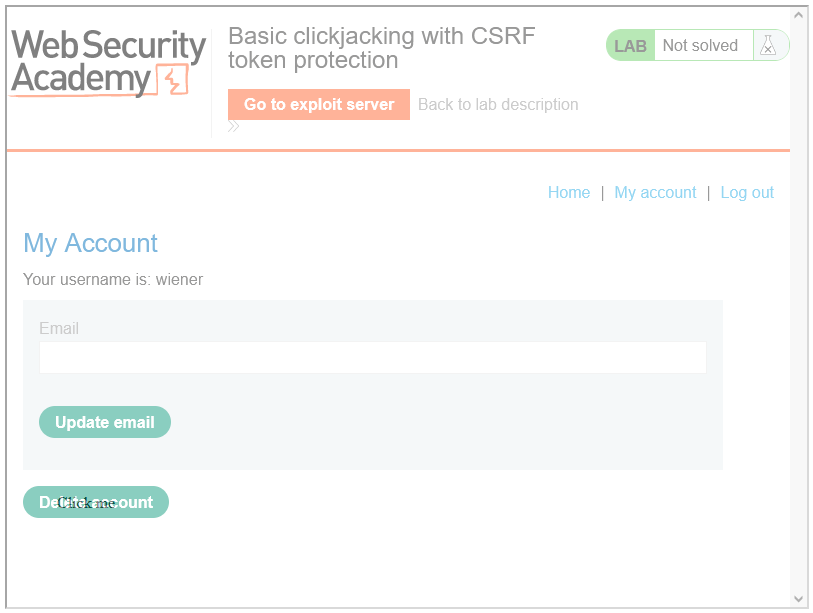 Web Security
Academy
Basic clickjacking with CSRF
token protection
LAB Not solved
Go to exploit server Back to lab description
Home | My account | Log out
My Account
Your username is: wiener
Email
Update email
Delete account
Click me